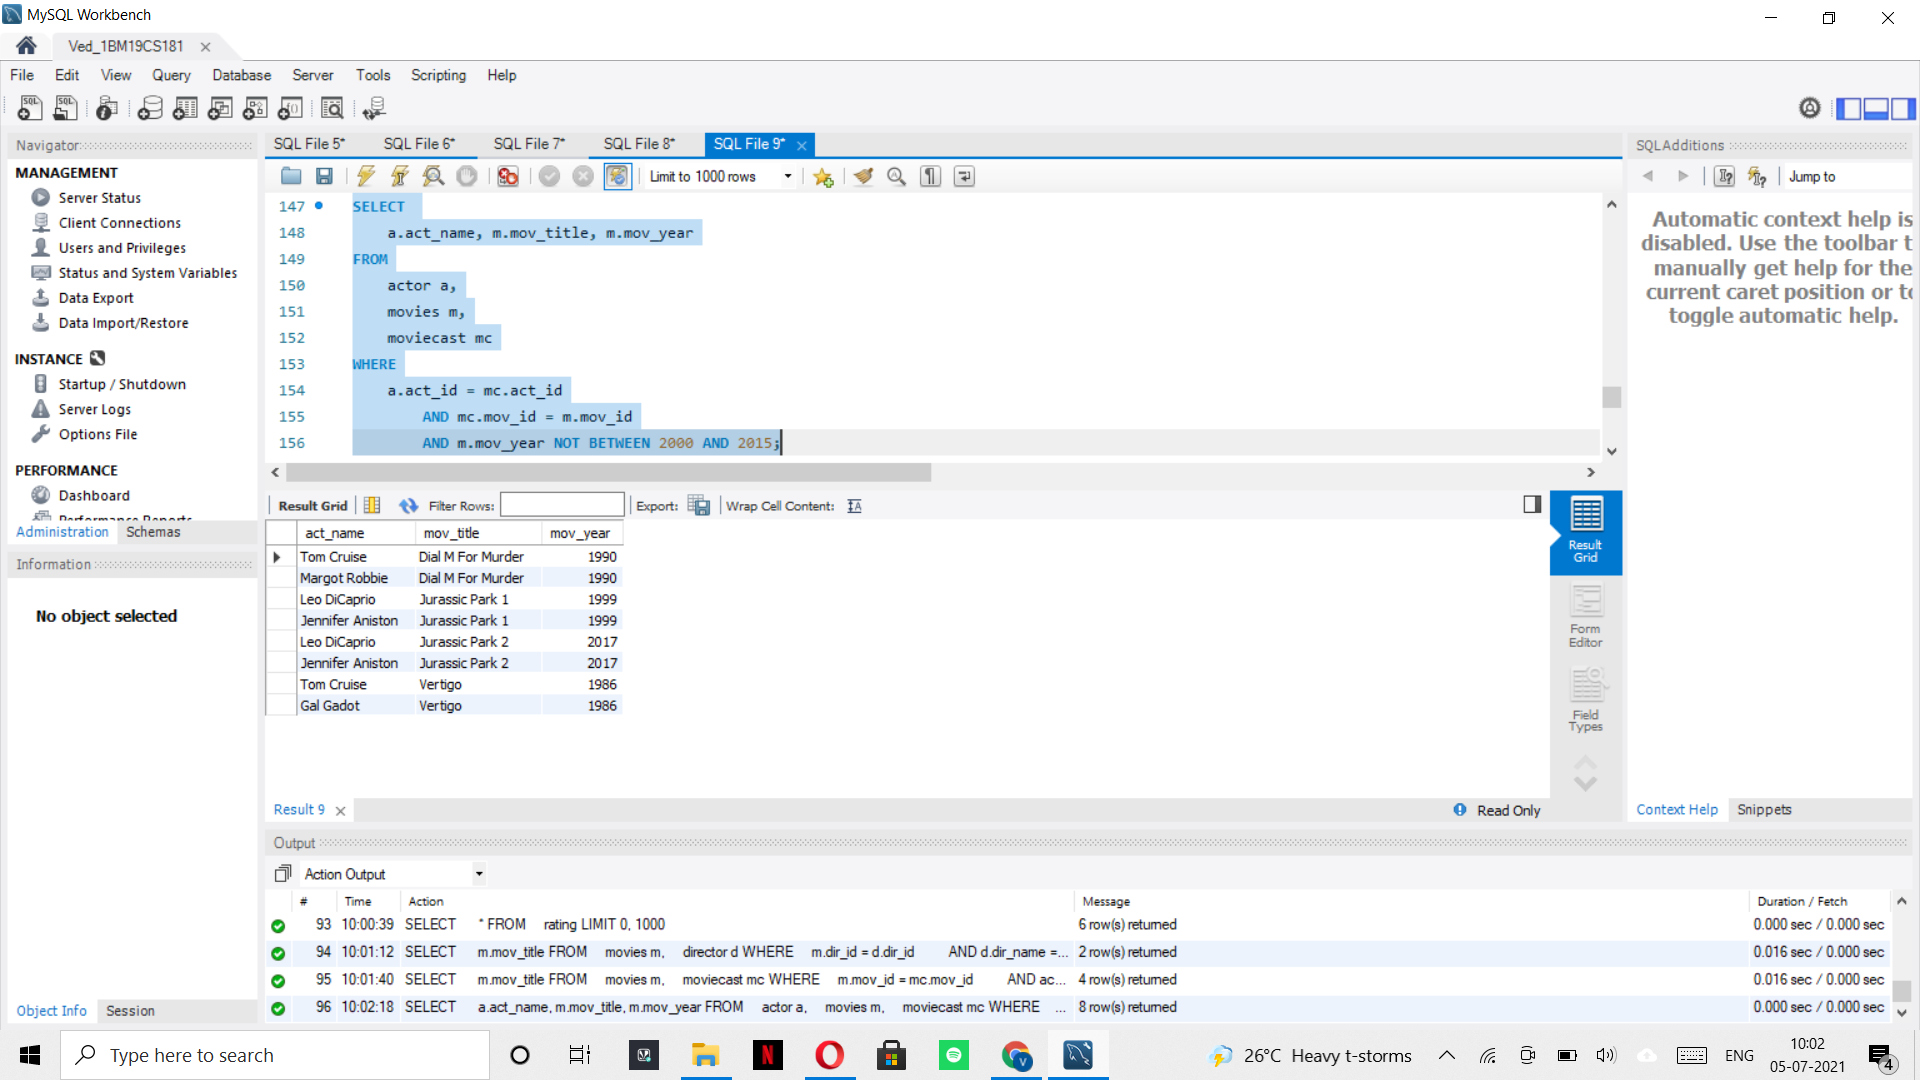 MySQL Workbench
Ved_1BM19CS181
File Edit View Query Database Server Tools Scripting Help
Navigator
MANAGEMENT
Server Status
Client Connections
Users and Privileges
Status and System Variables
Data Export
Data Import/Restore
INSTANCE
Startup / Shutdown
Server Logs
Options File
PERFORMANCE
Dashboard
Performance Reports
Administration Schemas
Information
No object selected
Object Info Session
SQL File 5* SQL File 6* SQL File 7* SQL File 8* SQL File 9*
Limit to 1000 rows
147 SELECT
148 a.act_name, m.mov_title, m.mov_year
149 FROM
150 actor a,
151 movies m,
152 moviecast mc
153 WHERE
154 a.act_id = mc.act_id
155 AND mc.mov_id = m.mov_id
156 AND m.mov_year NOT BETWEEN 2000 AND 2015;
Result Grid Filter Rows: Export: Wrap Cell Content:
act_name mov_title mov_year
Tom Cruise Dial M For Murder 1990
Margot Robbie Dial M For Murder 1990
Leo DiCaprio Jurassic Park 1 1999
Jennifer Aniston Jurassic Park 1 1999
Leo DiCaprio Jurassic Park 2 2017
Jennifer Aniston Jurassic Park 2 2017
Tom Cruise Vertigo 1986
Gal Gadot Vertigo 1986
Result
Grid
Form
Editor
Field
Types
Result 9 Read Only
SQLAdditions
Jump to
Automatic context help is
disabled. Use the toolbar t
manually get help for the
current caret position or to
toggle automatic help.
Context Help Snippets
Output
Action Output
# Time Action Message Duration / Fetch
93 10:00:39 SELECT * FROM rating LIMIT 0, 1000 6 row(s) returned 0.000 sec / 0.000 sec
94 10:01:12 SELECT m.mov_title FROM movies m, director d WHERE m.dir_id = d.dir_id AND d.dir_name =... 2 row(s) returned 0.016 sec / 0.000 sec
95 10:01:40 SELECT m.mov_title FROM movies m, moviecast mc WHERE m.mov_id = mc.mov_id AND ac... 4 row(s) returned 0.016 sec / 0.000 sec
96 10:02:18 SELECT a.act_name, m.mov_title, m.mov_year FROM actor a, movies m, moviecast mc WHERE ... 8 row(s) returned 0.000 sec / 0.000 sec
Type here to search
26°C Heavy t-storms
ENG
10:02
05-07-2021
4